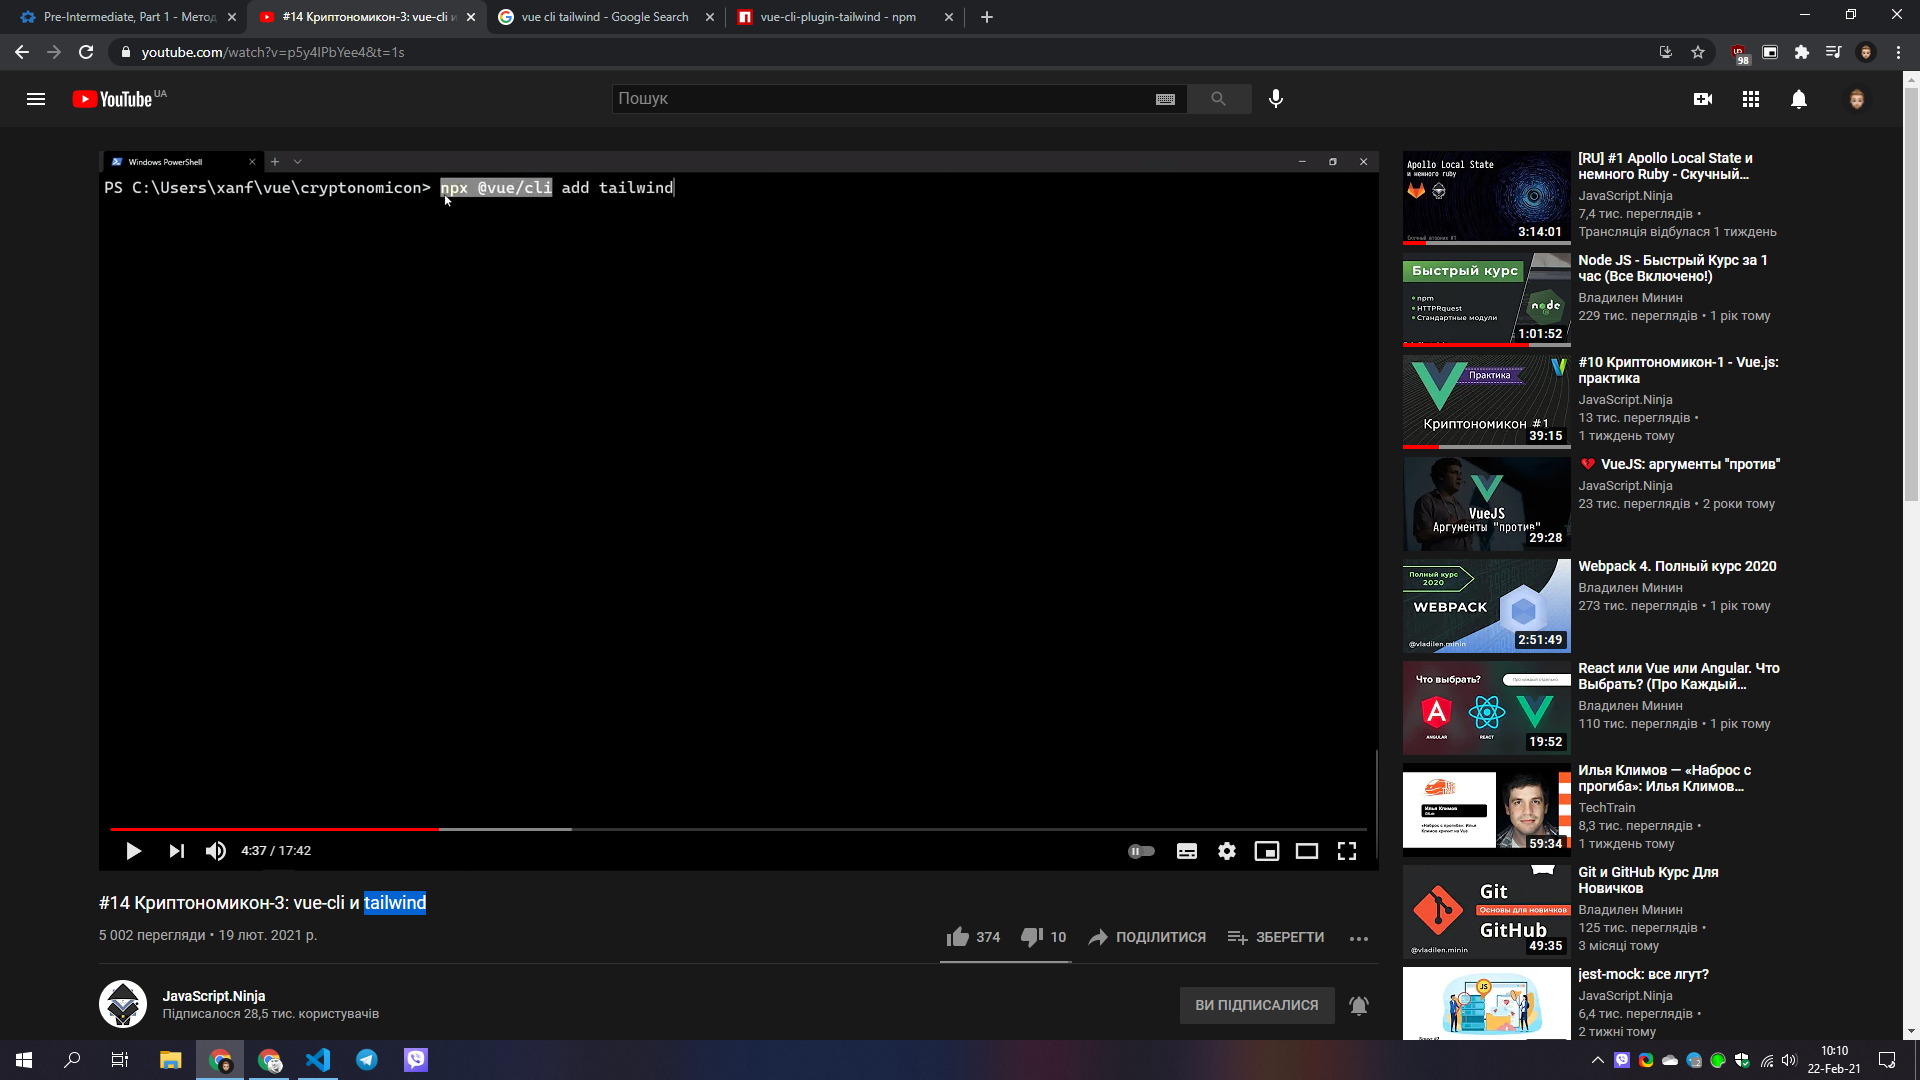 Pre-Intermediate, Part 1 - Метод
#14 Криптономикон-3: vue-cli и
vue cli tailwind - Google Search
vue-cli-plugin-tailwind - npm
youtube.com/watch?v=p5y4IPbYee4&t=1s
98
YouTube UA
Пошук
Windows PowerShell
PS C:\Users\xanf\vue\cryptonomicon> npx @vue/cli add tailwind
4:37 / 17:42
#14 Криптономикон-3: vue-cli и tailwind
5 002 перегляди • 19 лют. 2021 р.
374
10
ПОДІЛИТИСЯ
ЗБЕРЕГТИ
JavaScript.Ninja
Підписалося 28,5 тис. користувачів
ВИ ПІДПИСАЛИСЯ
Apollo Local State
и немного ruby
3:14:01
[RU] #1 Apollo Local State и
немного Ruby - Скучный...
JavaScript.Ninja
7,4 тис. переглядів •
Трансляція відбулася 1 тиждень
Быстрый курс
• npm
• HTTPRquest
• Стандартные модули
node
1:01:52
Node JS - Быстрый Курс за 1
час (Все Включено!)
Владилен Минин
229 тис. переглядів • 1 рік тому
Практика
Криптономикон #1
39:15
#10 Криптономикон-1 - Vue.js:
практика
JavaScript.Ninja
13 тис. переглядів •
1 тиждень тому
VueJS
Аргументы "против"
29:28
VueJS: аргументы "против"
JavaScript.Ninja
23 тис. переглядів • 2 роки тому
Полный курс
2020
WEBPACK
@vladilen.minin
2:51:49
Webpack 4. Полный курс 2020
Владилен Минин
273 тис. переглядів • 1 рік тому
Что выбрать?
ANGULAR
REACT
19:52
React или Vue или Angular. Что
Выбрать? (Про Каждый...
Владилен Минин
110 тис. переглядів • 1 рік тому
Илья Климов
59:34
Илья Климов — «Наброс с
прогиба»: Илья Климов...
TechTrain
8,3 тис. переглядів •
1 тиждень тому
Git
Основы для новичков
GitHub
@vladilen.minin
49:35
Git и GitHub Курс Для
Новичков
Владилен Минин
125 тис. переглядів •
3 місяці тому
JS
jest-mock: все лгут?
JavaScript.Ninja
6,4 тис. переглядів •
2 тижні тому
10:10
22-Feb-21